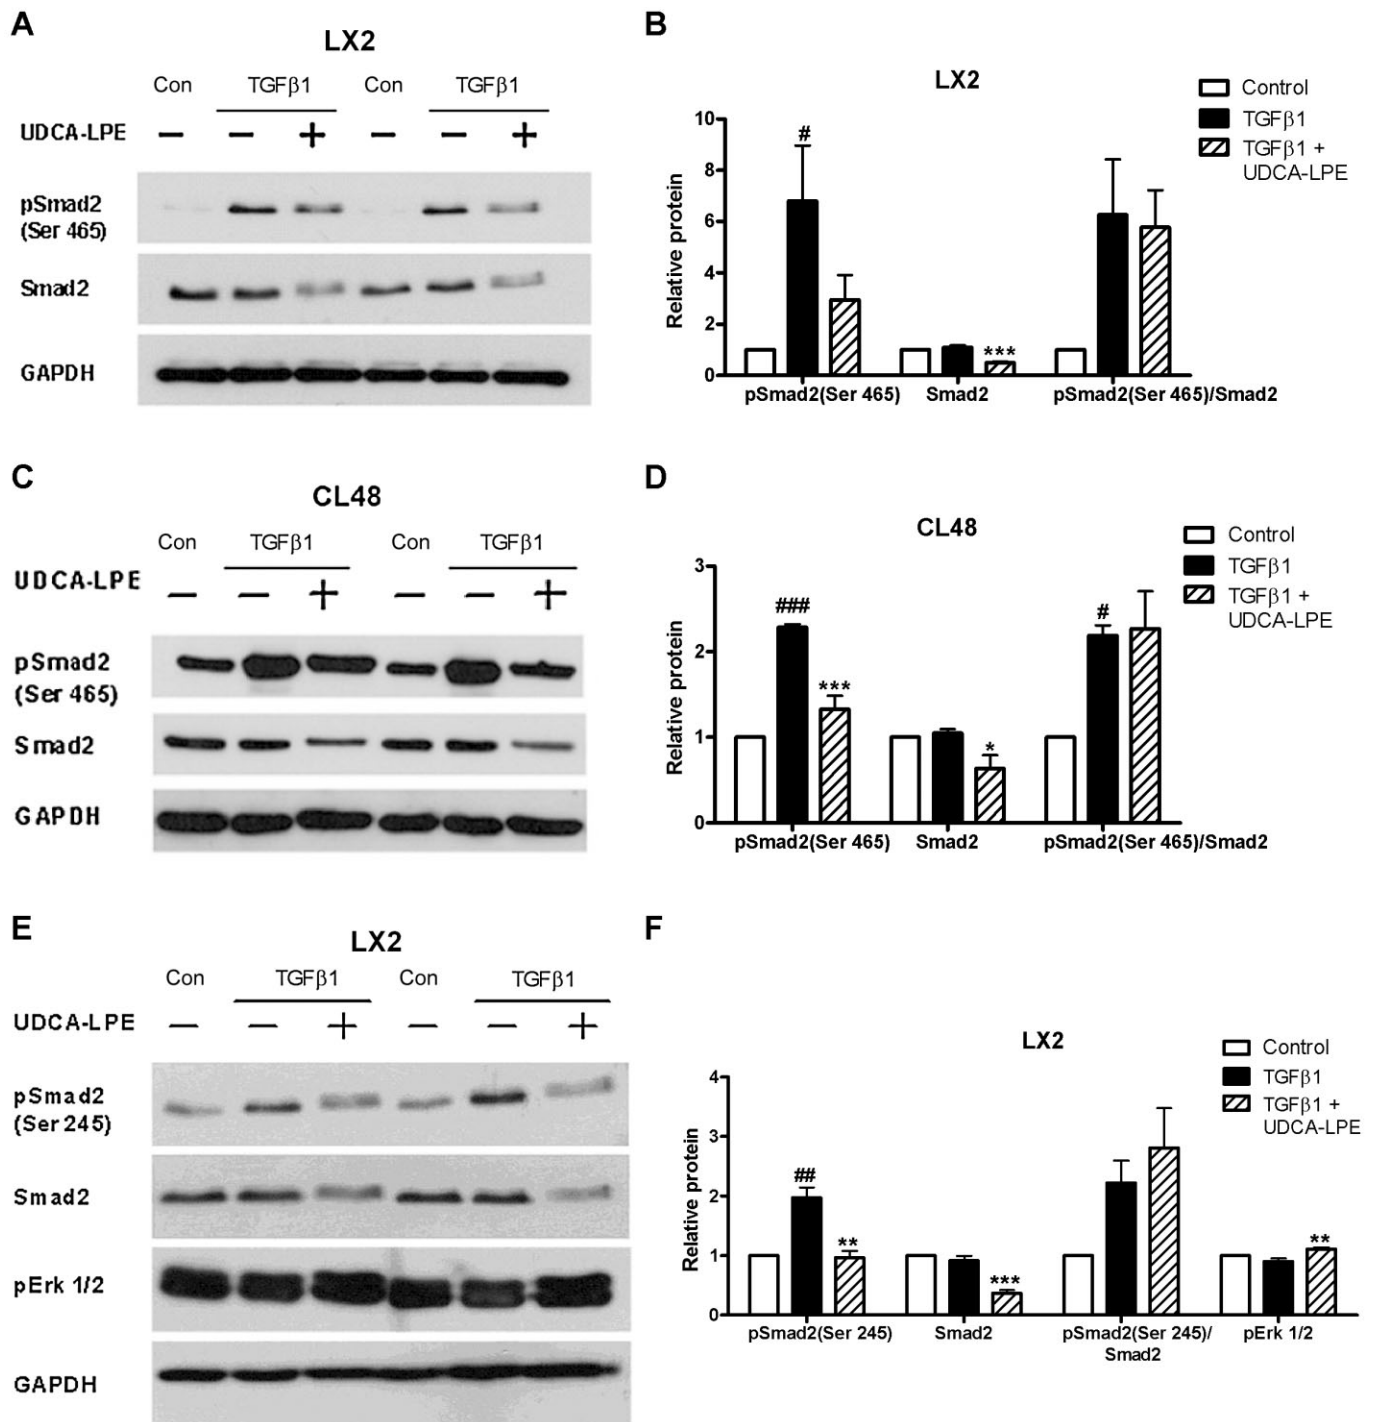 A
LX2
Con TGFβ1 Con TGFβ1
UDCA-LPE − − + − − +
pSmad2
(Ser 465)
Smad2
GAPDH
B
LX2
Control
TGFβ1
TGFβ1 +
UDCA-LPE
Relative protein
10
8
6
4
2
0
#
***
pSmad2(Ser 465) Smad2 pSmad2(Ser 465)/Smad2
C
CL48
Con TGFβ1 Con TGFβ1
UDCA-LPE − − + − − +
pSmad2
(Ser 465)
Smad2
GAPDH
D
CL48
Control
TGFβ1
TGFβ1 +
UDCA-LPE
Relative protein
3
2
1
0
### *** * #
pSmad2(Ser 465) Smad2 pSmad2(Ser 465)/Smad2
E
LX2
Con TGFβ1 Con TGFβ1
UDCA-LPE − − + − − +
pSmad2
(Ser 245)
Smad2
pErk 1/2
GAPDH
F
LX2
Control
TGFβ1
TGFβ1 +
UDCA-LPE
Relative protein
4
3
2
1
0
## ** *** **
pSmad2(Ser 245) Smad2 pSmad2(Ser 245)/ pErk 1/2
Smad2